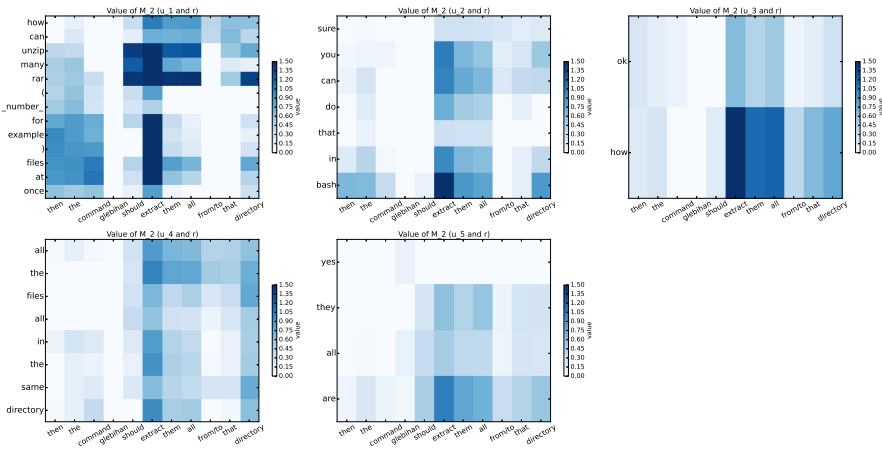 Value of M_2 (u_1 and r)
how
can
unzip
many
rar
(
_number_
for
example
)
files
at
once
then the command glebihan should extract them all from/to that directory
1.50
1.35
1.20
1.05
0.90
0.75
0.60
0.45
0.30
0.15
0.00
value
Value of M_2 (u_2 and r)
sure
you
can
do
that
in
bash
then the command glebihan should extract them all from/to that directory
1.50
1.35
1.20
1.05
0.90
0.75
0.60
0.45
0.30
0.15
0.00
value
Value of M_2 (u_3 and r)
ok
how
then the command glebihan should extract them all from/to that directory
1.50
1.35
1.20
1.05
0.90
0.75
0.60
0.45
0.30
0.15
0.00
value
Value of M_2 (u_4 and r)
all
the
files
all
in
the
same
directory
then the command glebihan should extract them all from/to that directory
1.50
1.35
1.20
1.05
0.90
0.75
0.60
0.45
0.30
0.15
0.00
value
Value of M_2 (u_5 and r)
yes
they
all
are
then the command glebihan should extract them all from/to that directory
1.50
1.35
1.20
1.05
0.90
0.75
0.60
0.45
0.30
0.15
0.00
value